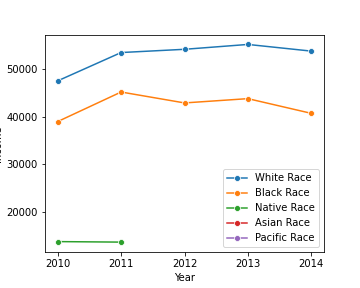 50000
40000
30000
20000
White Race
Black Race
Native Race
Asian Race
Pacific Race
2010 2011 2012 2013 2014
Year